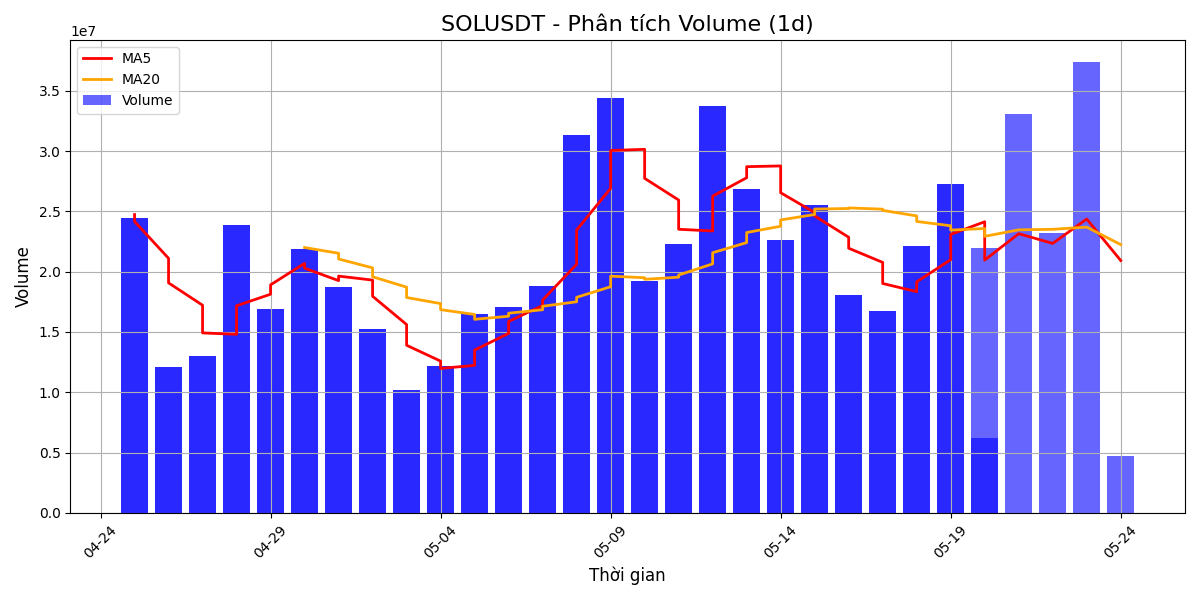 SOLUSDT - Phân tích Volume (1d)
1e7
MA5
MA20
Volume
3.5
3.0
2.5
2.0
1.5
1.0
0.5
0.0
Volume
04-24
04-29
05-04
05-09
05-14
05-19
05-24
Thời gian